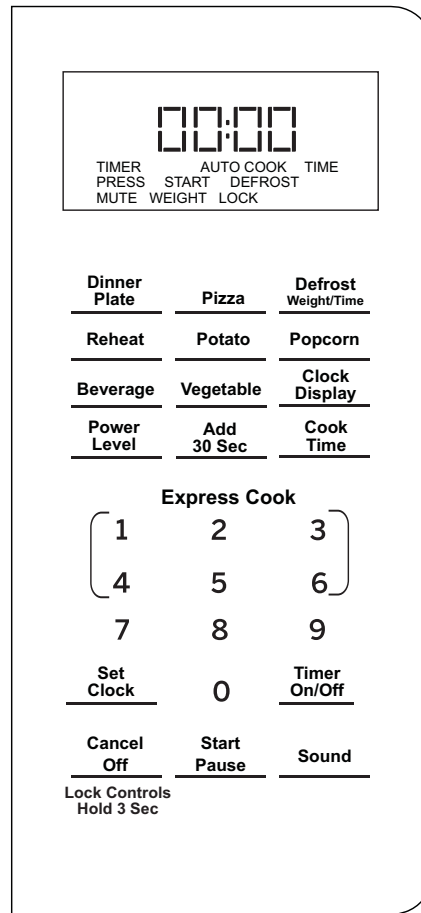 00:00
TIMER AUTO COOK TIME
PRESS START DEFROST
MUTE WEIGHT LOCK
Dinner Plate
Pizza
Defrost
Weight/Time
Reheat
Potato
Popcorn
Beverage
Vegetable
Clock
Display
Power
Level
Add
30 Sec
Cook
Time
Express Cook
1 2 3
4 5 6
7 8 9
Set
Clock
0
Timer
On/Off
Cancel
Off
Start
Pause
Sound
Lock Controls
Hold 3 Sec